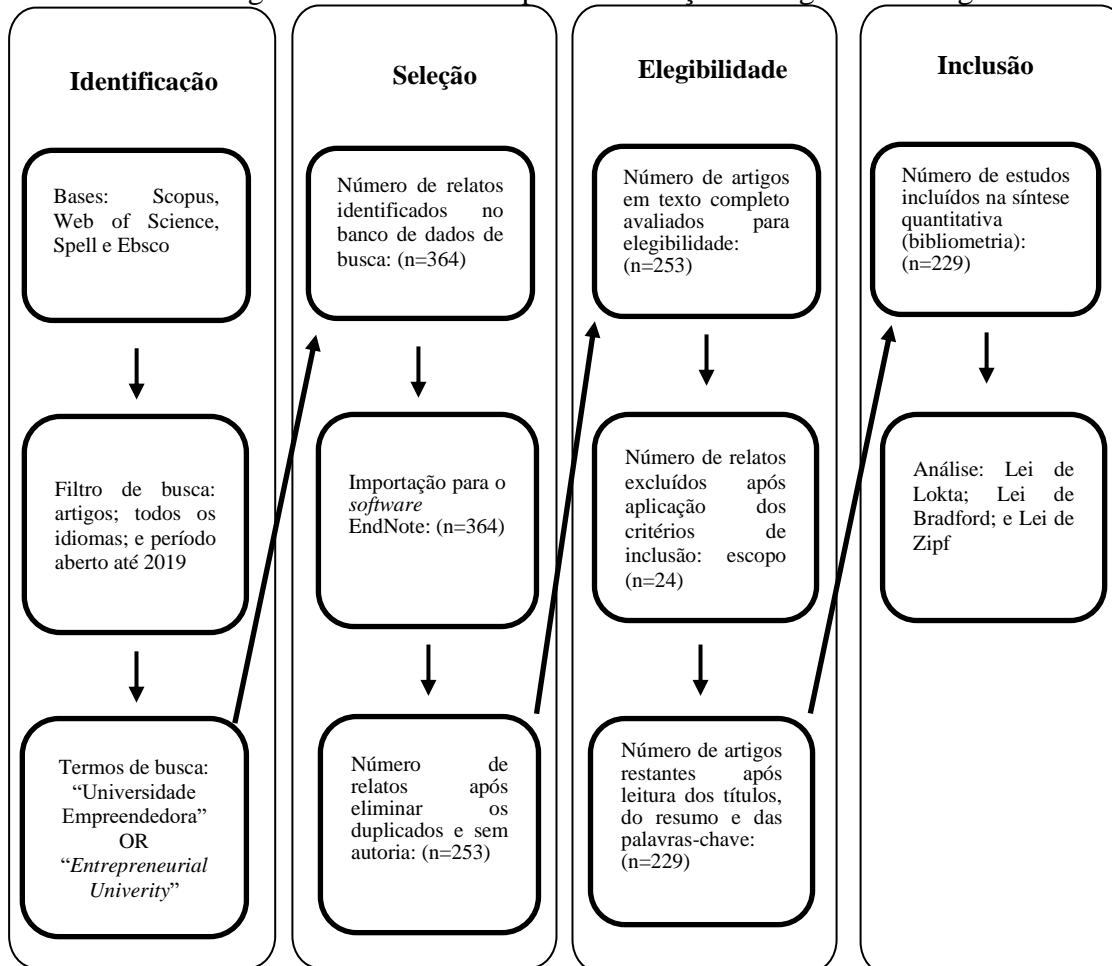 Identificação
Bases: Scopus,
Web of Science,
Spell e Ebsco
Filtro de busca:
artigos; todos os
idiomas; e período
aberto até 2019
Termos de busca:
“Universidade
Empreendedora”
OR
“Entrepreneurial
Univerity”
Seleção
Número de relatos
identificados no
banco de dados de
busca: (n=364)
Importação para o
software
EndNote: (n=364)
Número de
relatos após
eliminar os
duplicados e sem
autoria: (n=253)
Elegibilidade
Número de artigos
em texto completo
avaliados para
elegibilidade:
(n=253)
Número de relatos
excluídos após
aplicação dos
critérios de
inclusão: escopo
(n=24)
Número de artigos
restantes após
leitura dos títulos,
do resumo e das
palavras-chave:
(n=229)
Inclusão
Número de estudos
incluídos na síntese
quantitativa
(bibliometria):
(n=229)
Análise: Lei de
Lokta; Lei de
Bradford; e Lei de
Zipf